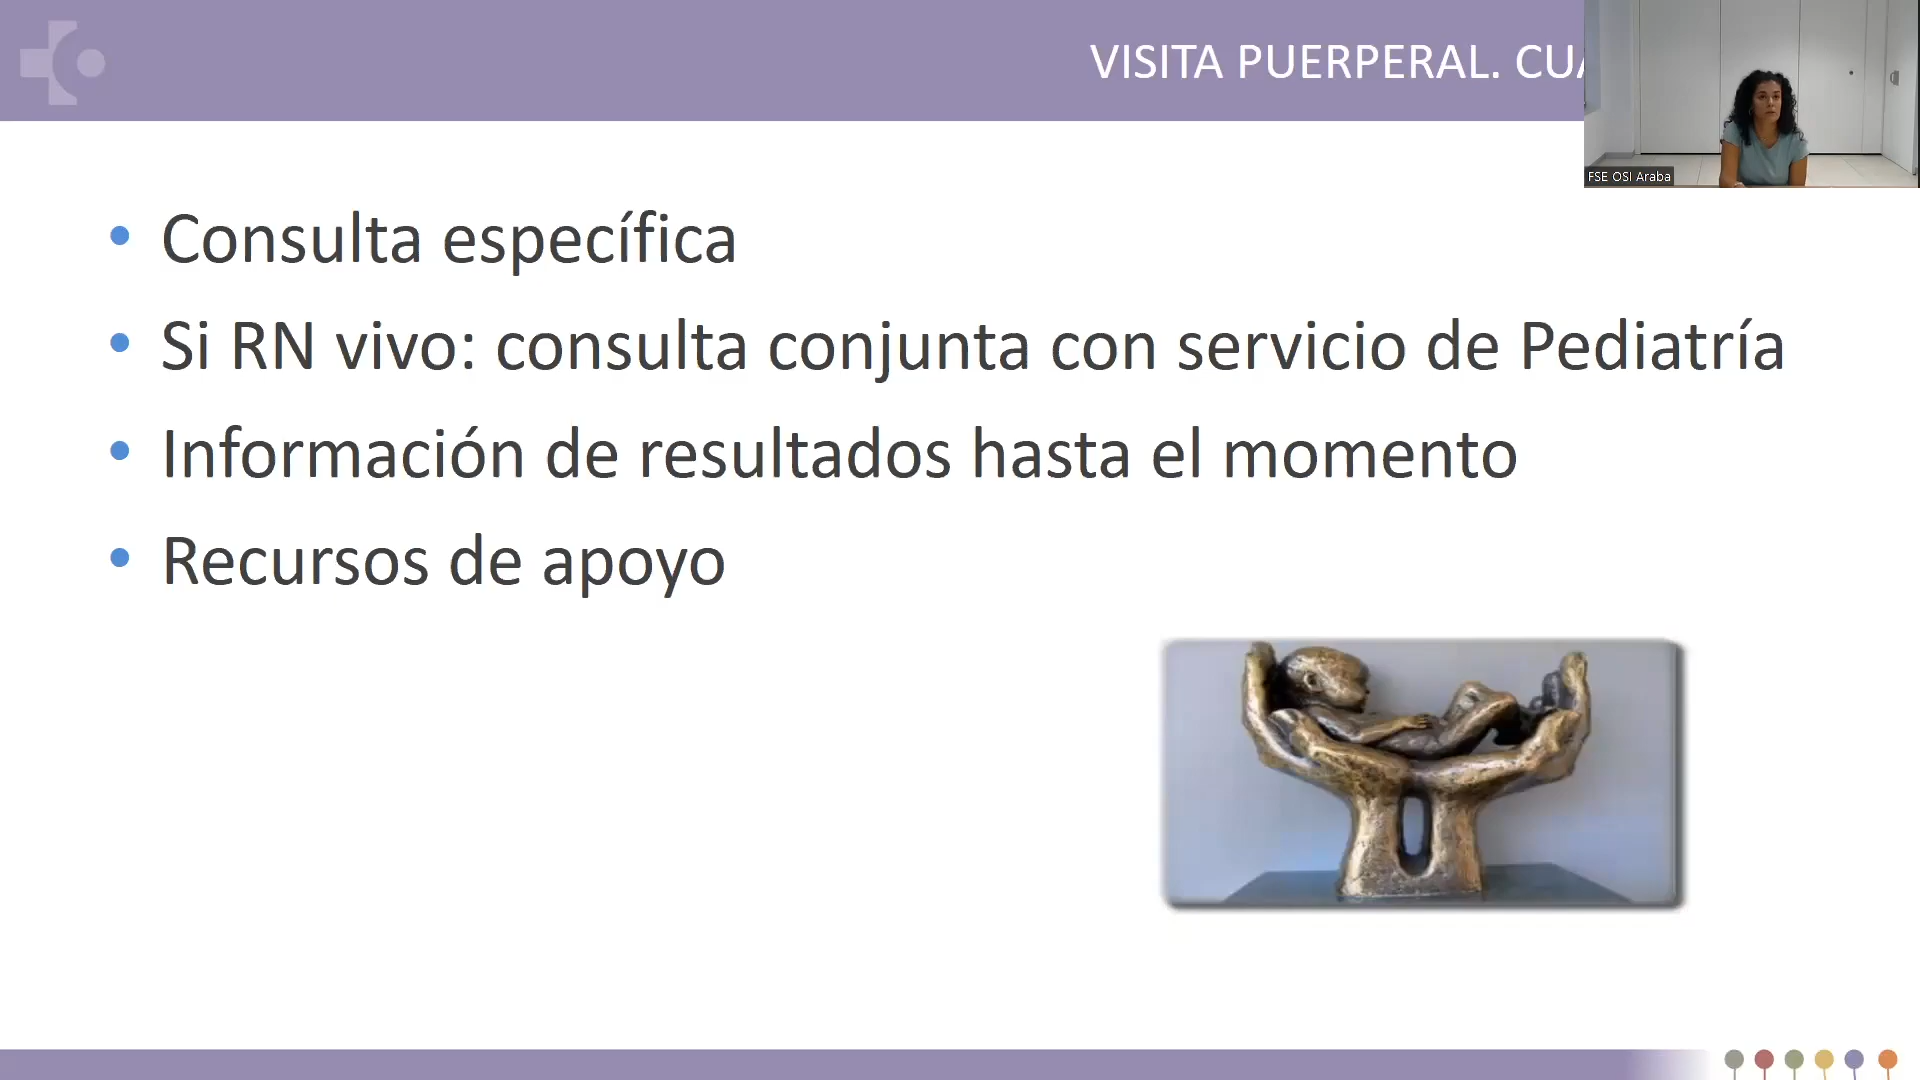 VISITA PUERPERAL.
FSE OSI Araba
• Consulta específica
• Si RN vivo: consulta conjunta con servicio de Pediatría
• Información de resultados hasta el momento
• Recursos de apoyo